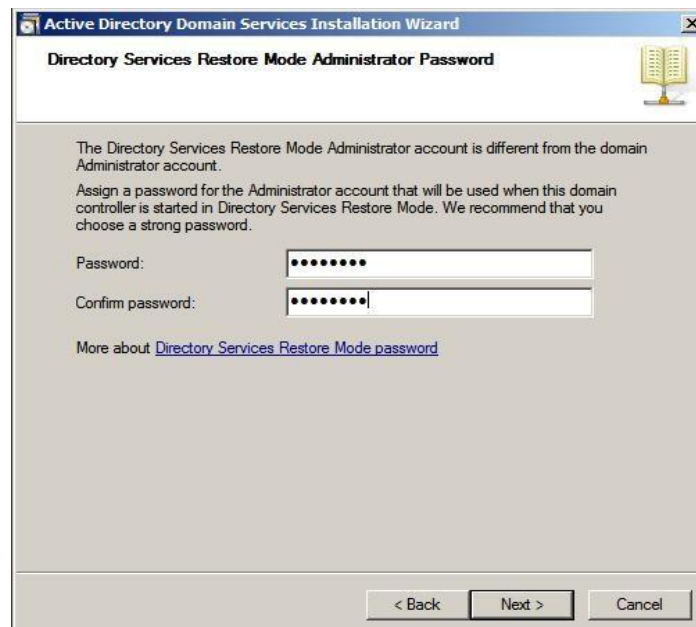 Active Directory Domain Services Installation Wizard
Directory Services Restore Mode Administrator Password
The Directory Services Restore Mode Administrator account is different from the domain
Administrator account.
Assign a password for the Administrator account that will be used when this domain
controller is started in Directory Services Restore Mode. We recommend that you
choose a strong password.
Password: ••••••••
Confirm password: ••••••••
More about Directory Services Restore Mode password
< Back Next > Cancel